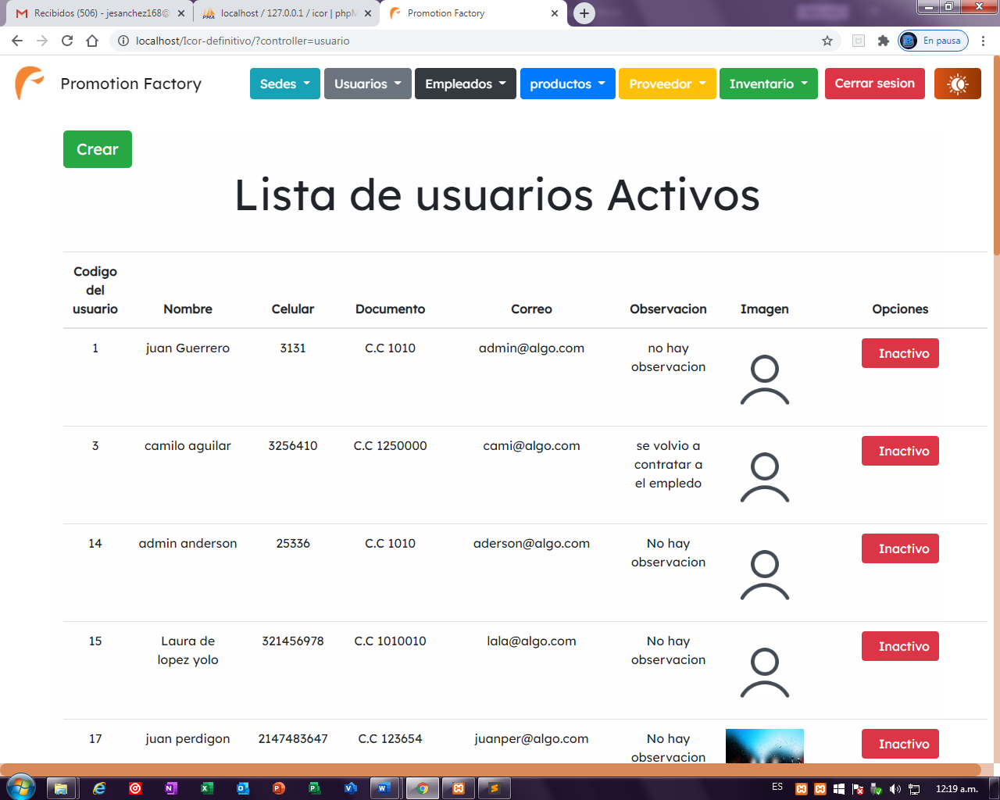 Recibidos (506) - jesanchez168@
localhost / 127.0.0.1 / icor | phpM
Promotion Factory
localhost/Icor-definitivo/?controller=usuario
En pausa
Promotion Factory
Sedes
Usuarios
Empleados
productos
Proveedor
Inventario
Cerrar sesion
Crear
Lista de usuarios Activos
Codigo del usuario Nombre Celular Documento Correo Observacion Imagen Opciones
1 juan Guerrero 3131 C.C 1010 admin@algo.com no hay observacion Inactivo
3 camilo aguilar 3256410 C.C 1250000 cami@algo.com se volvio a contratar a el empledo Inactivo
14 admin anderson 25336 C.C 1010 aderson@algo.com No hay observacion Inactivo
15 Laura de lopez yolo 321456978 C.C 1010010 lala@algo.com No hay observacion Inactivo
17 juan perdigon 2147483647 C.C 123654 juanper@algo.com No hay observacion Inactivo
ES
12:19 a.m.